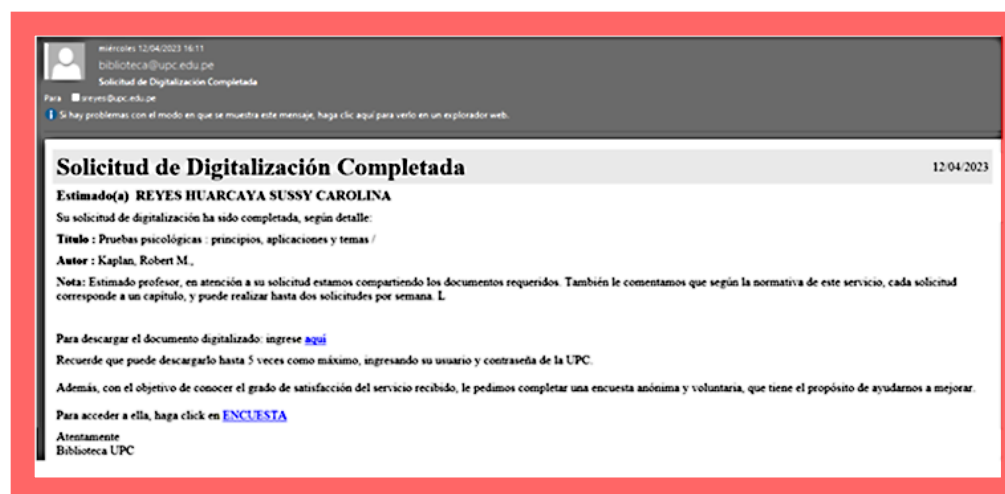 miércoles 12/04/2023 16:11
biblioteca@upc.edu.pe
Solicitud de Digitalización Completada
Para sreyes@upc.edu.pe
Si hay problemas con el modo en que se muestra este mensaje, haga clic aquí para verlo en un explorador web.
Solicitud de Digitalización Completada 12/04/2023
Estimado(a) REYES HUARCAYA SUSSY CAROLINA
Su solicitud de digitalización ha sido completada, según detalle:
Título : Pruebas psicológicas : principios, aplicaciones y temas /
Autor : Kaplan, Robert M.,
Nota: Estimado profesor, en atención a su solicitud estamos compartiendo los documentos requeridos. También le comentamos que según la normativa de este servicio, cada solicitud
corresponde a un capítulo, y puede realizar hasta dos solicitudes por semana. L
Para descargar el documento digitalizado: ingrese aquí
Recuerde que puede descargarlo hasta 5 veces como máximo, ingresando su usuario y contraseña de la UPC.
Además, con el objetivo de conocer el grado de satisfacción del servicio recibido, le pedimos completar una encuesta anónima y voluntaria, que tiene el propósito de ayudarnos a mejorar.
Para acceder a ella, haga click en ENCUESTA
Atentamente
Biblioteca UPC